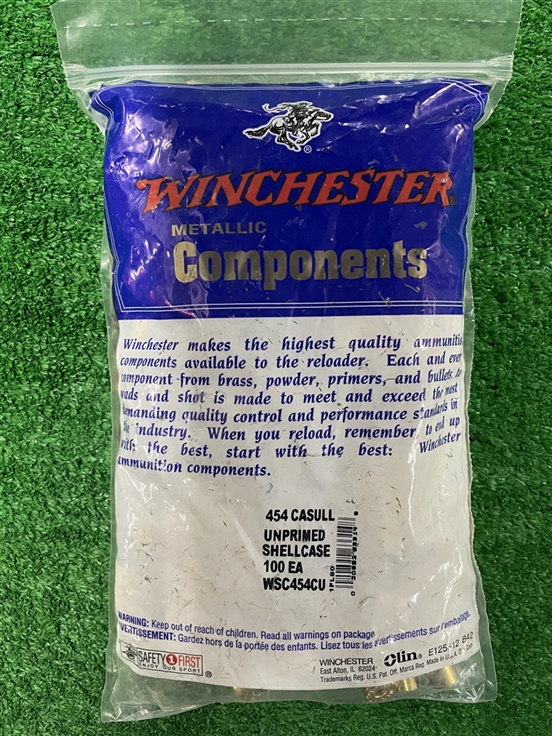 WINCHESTER
METALLIC
Components
Winchester makes the highest quality ammuniti
components available to the reloader. Each and ever
component from brass, powder, primers, and bullets to
wads and shot is made to meet and exceed the most
demanding quality control and performance standards in
the industry. When you reload, remember to end up
with the best, start with the best: Winchester
ammunition components.
454 CASULL
UNPRIMED
SHELLCASE
100 EA
WSC454CU
1FL80
WARNING: Keep out of reach of children. Read all warnings on package.
AVERTISSEMENT: Gardez hors de la portée des enfants. Lisez tous les avertissements sur l'emballage.
SAFETY FIRST
ENJOY OUR SPORT
WINCHESTER Olin
East Alton, IL 62024
Trademarks Reg. U.S. Pat. Off. Marca Reg. Made in U.S.A.